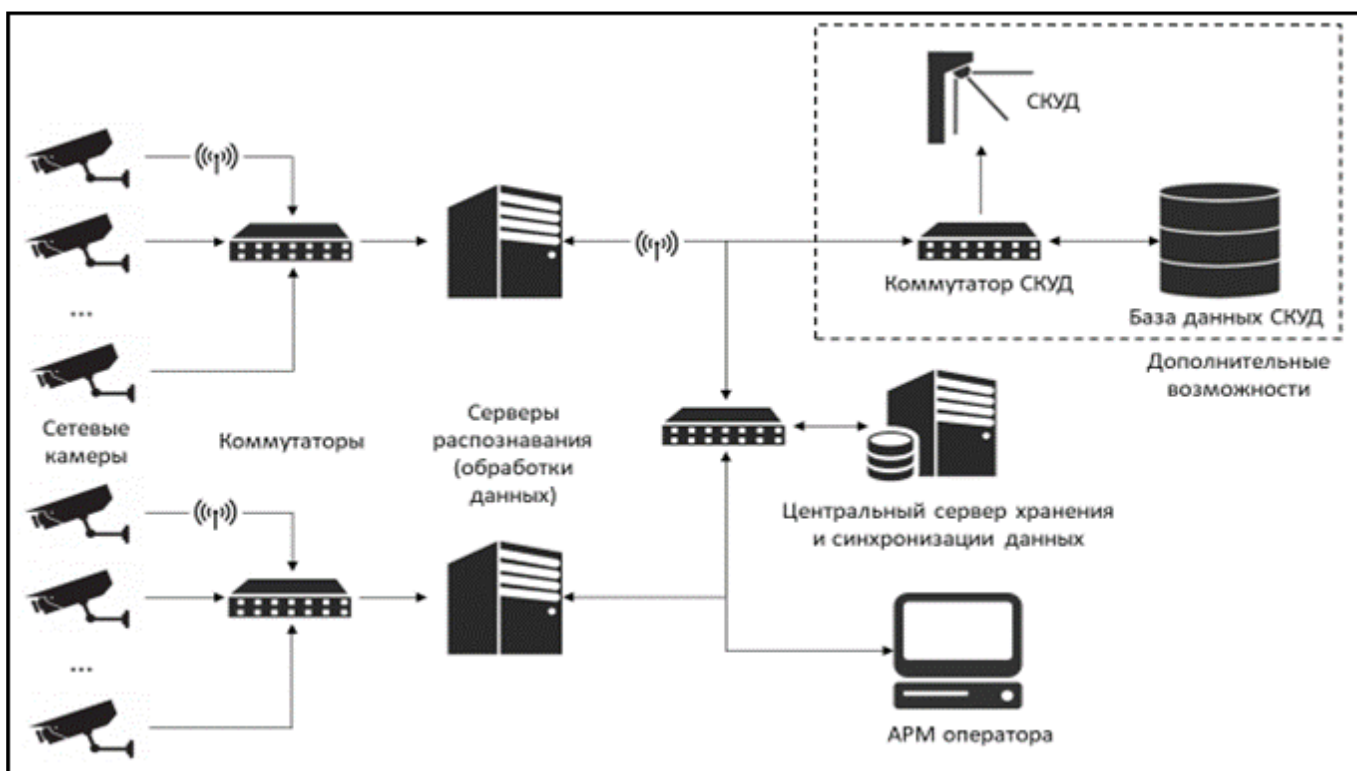 СКУД
Коммутатор СКУД
База данных СКУД
Дополнительные
возможности
...
Сетевые
камеры
Коммутаторы
Серверы
распознавания
(обработки
данных)
Центральный сервер хранения
и синхронизации данных
...
АРМ оператора